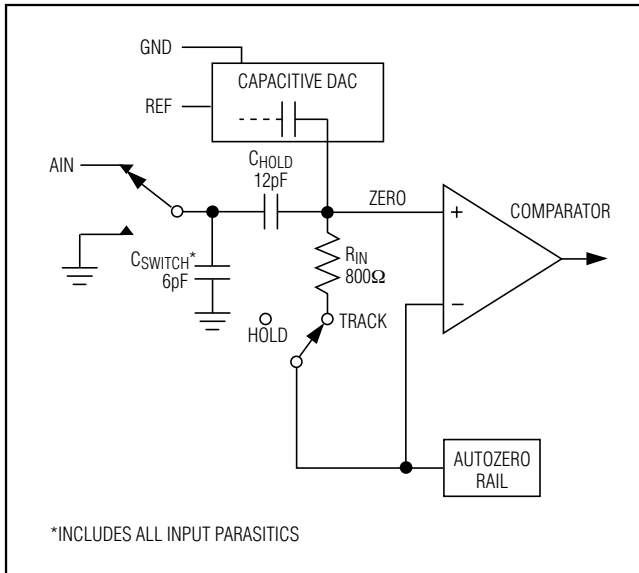 GND
CAPACITIVE DAC
REF
AIN
CHOLD
12pF
ZERO
COMPARATOR
+
RIN
800Ω
CSWITCH*
6pF
−
HOLD
TRACK
AUTOZERO
RAIL
*INCLUDES ALL INPUT PARASITICS